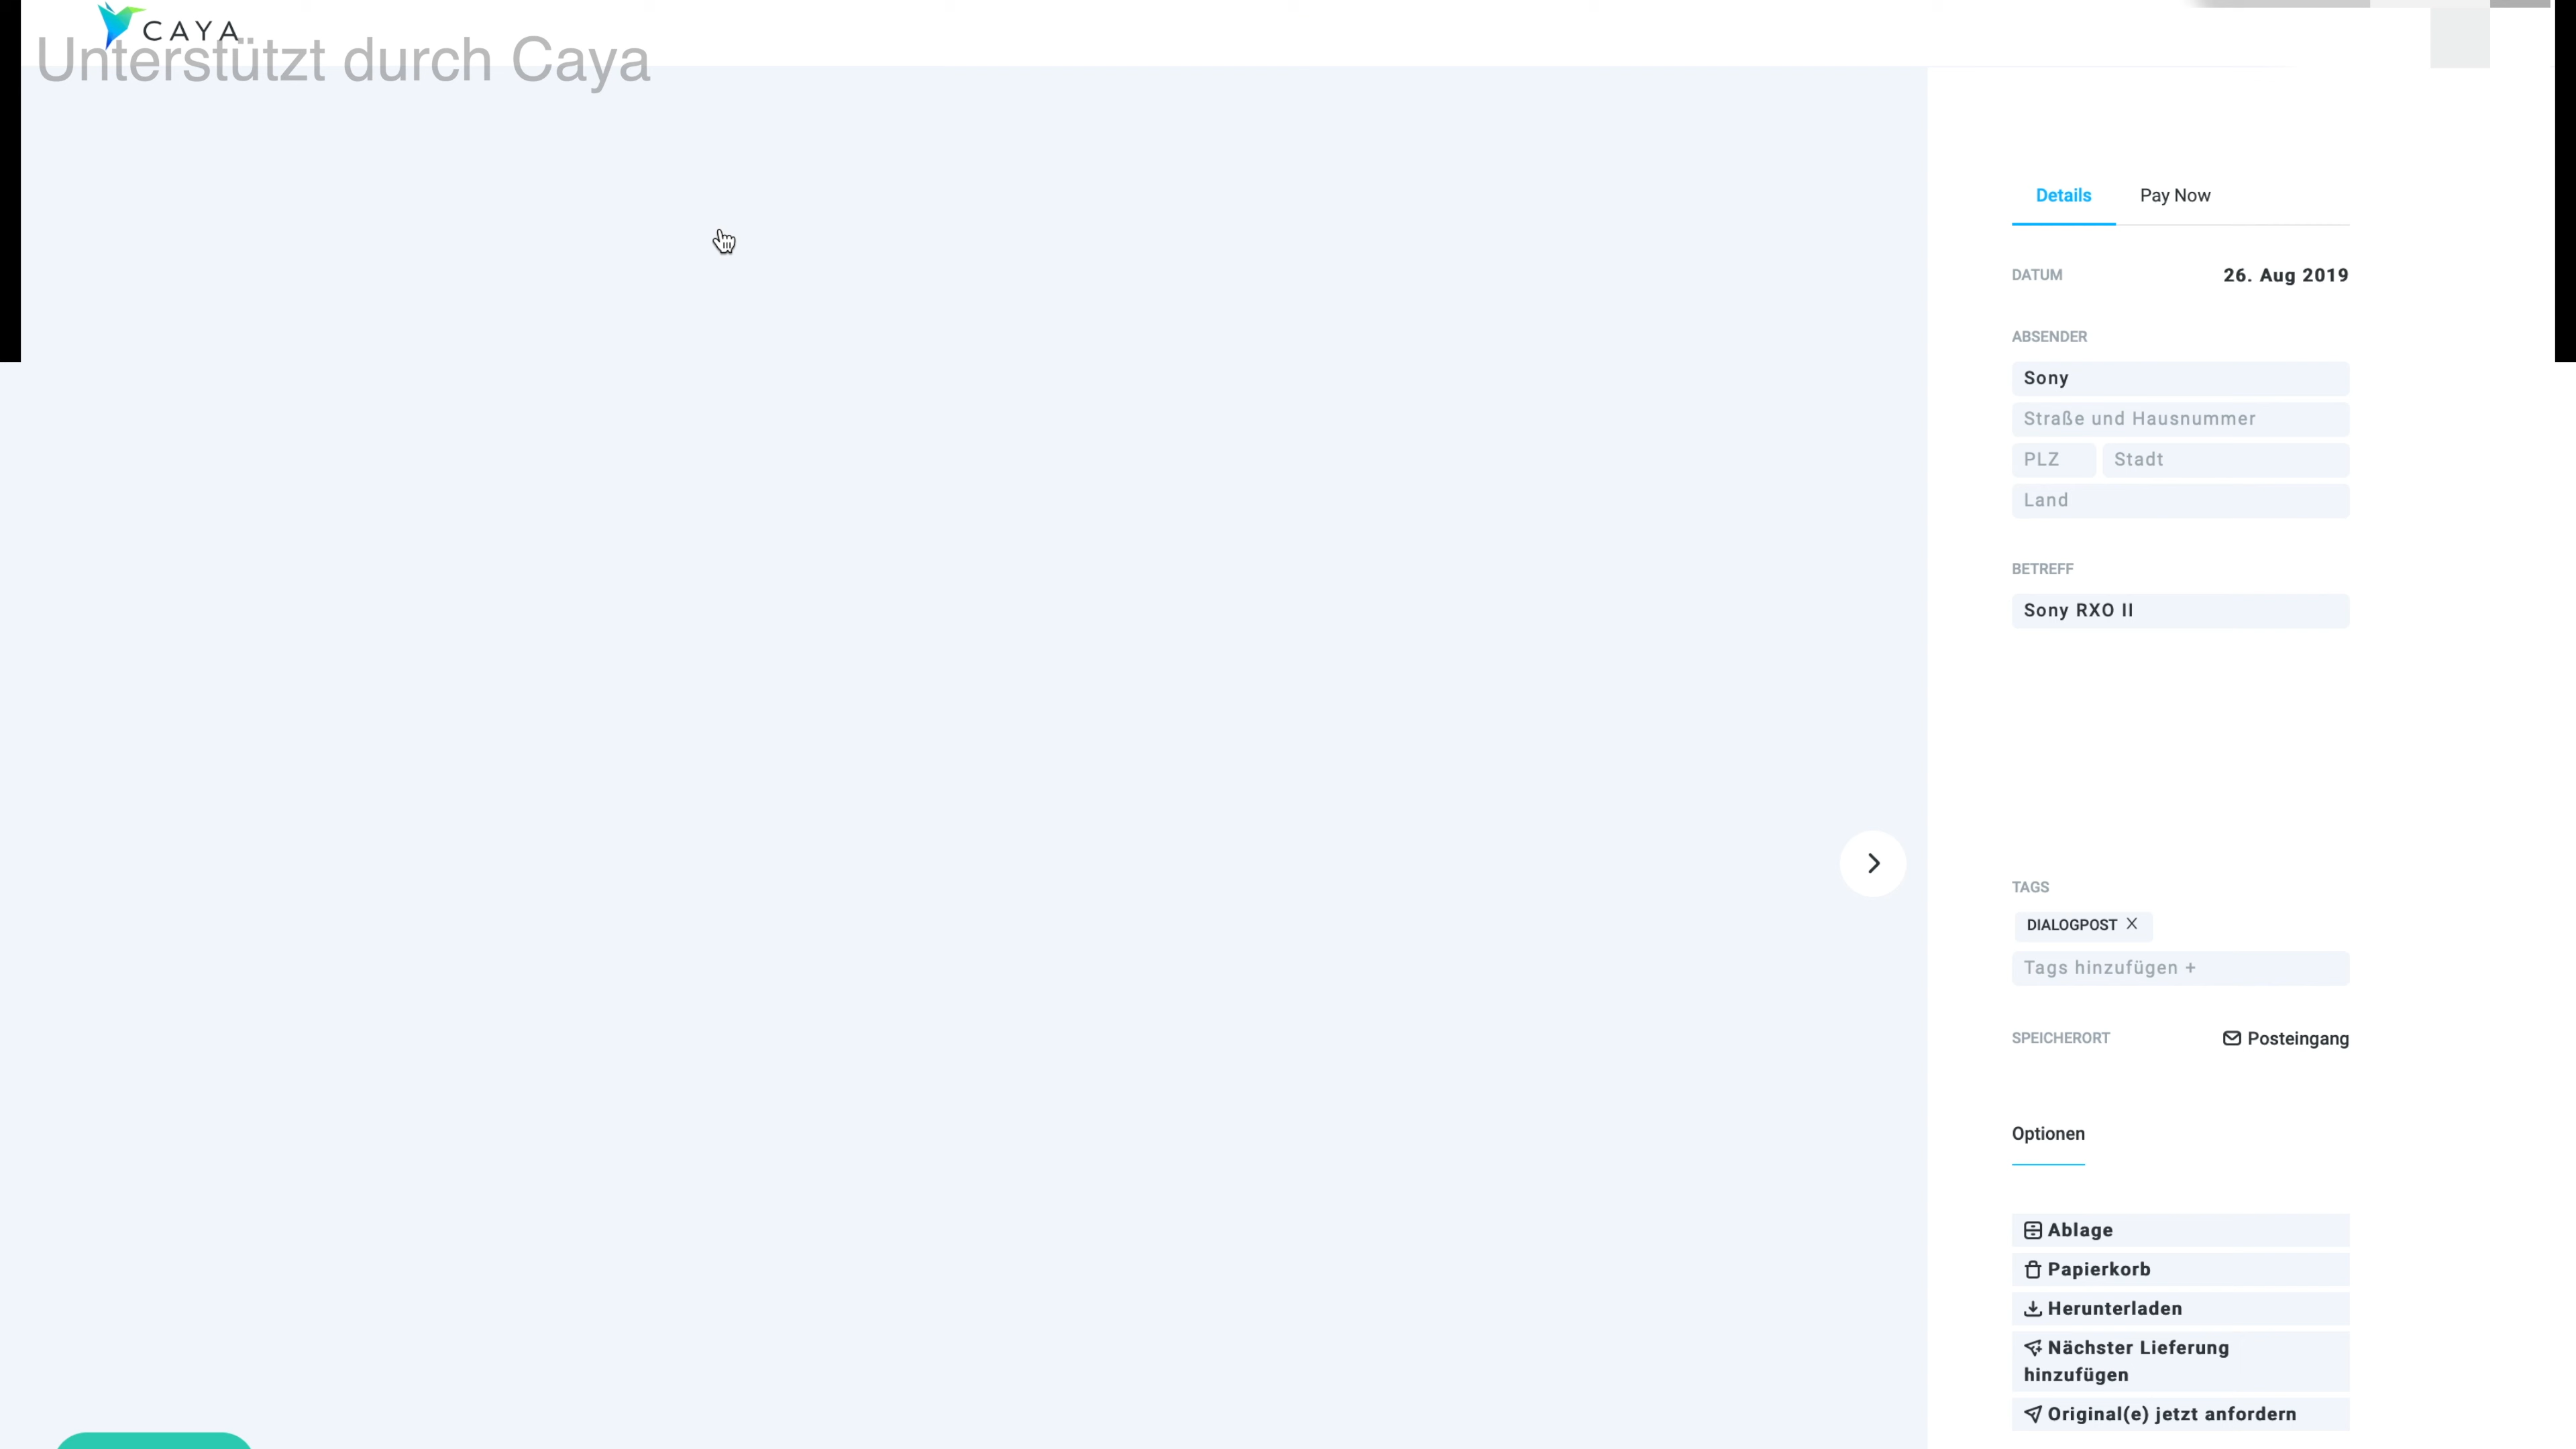 CAYA
Unterstützt durch Caya
Details
Pay Now
DATUM
26. Aug 2019
ABSENDER
Sony
Straße und Hausnummer
PLZ
Stadt
Land
BETREFF
Sony RXO II
TAGS
DIALOGPOST X
Tags hinzufügen +
SPEICHERORT
Posteingang
Optionen
Ablage
Papierkorb
Herunterladen
Nächster Lieferung
hinzufügen
Original(e) jetzt anfordern